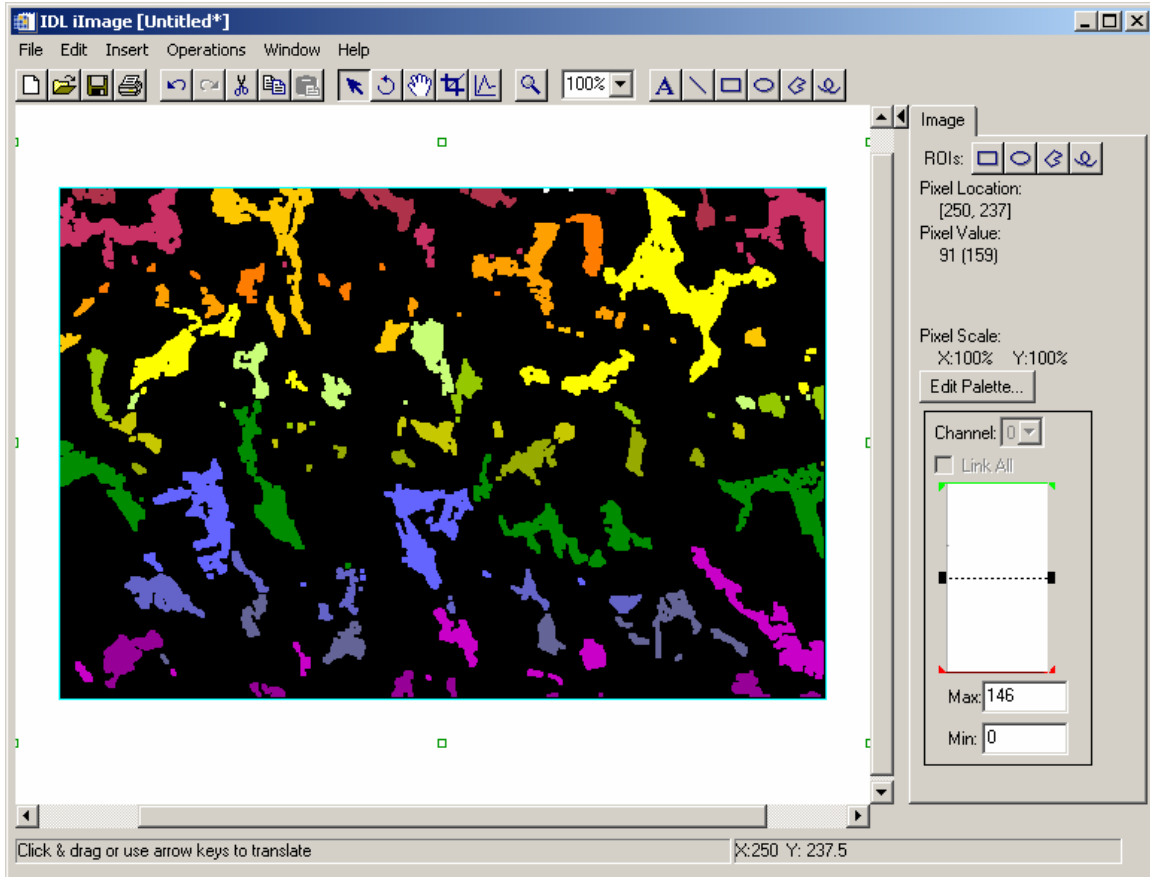 IDL iImage [Untitled*]
File Edit Insert Operations Window Help
100%
A
Image
ROIs:
Pixel Location:
[250, 237]
Pixel Value:
91 (159)
Pixel Scale:
X:100% Y:100%
Edit Palette...
Channel: 0
Link All
Max: 146
Min: 0
Click & drag or use arrow keys to translate
X:250 Y: 237.5